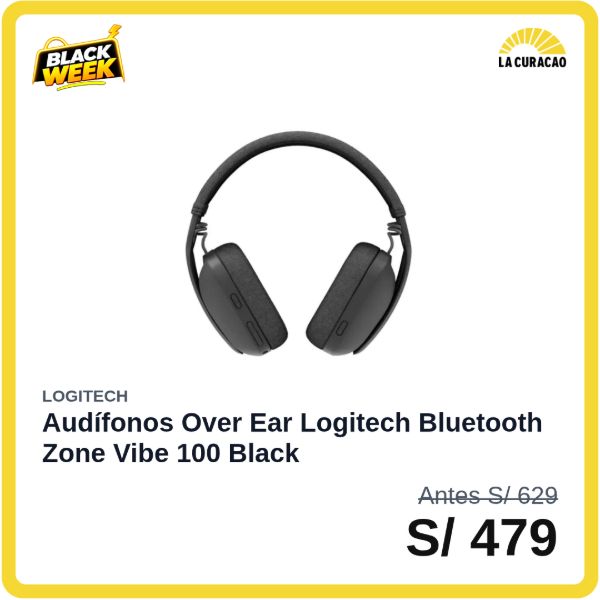 BLACK
WEEK
LA CURACAO
LOGITECH
Audífonos Over Ear Logitech Bluetooth
Zone Vibe 100 Black
Antes S/ 629
S/ 479